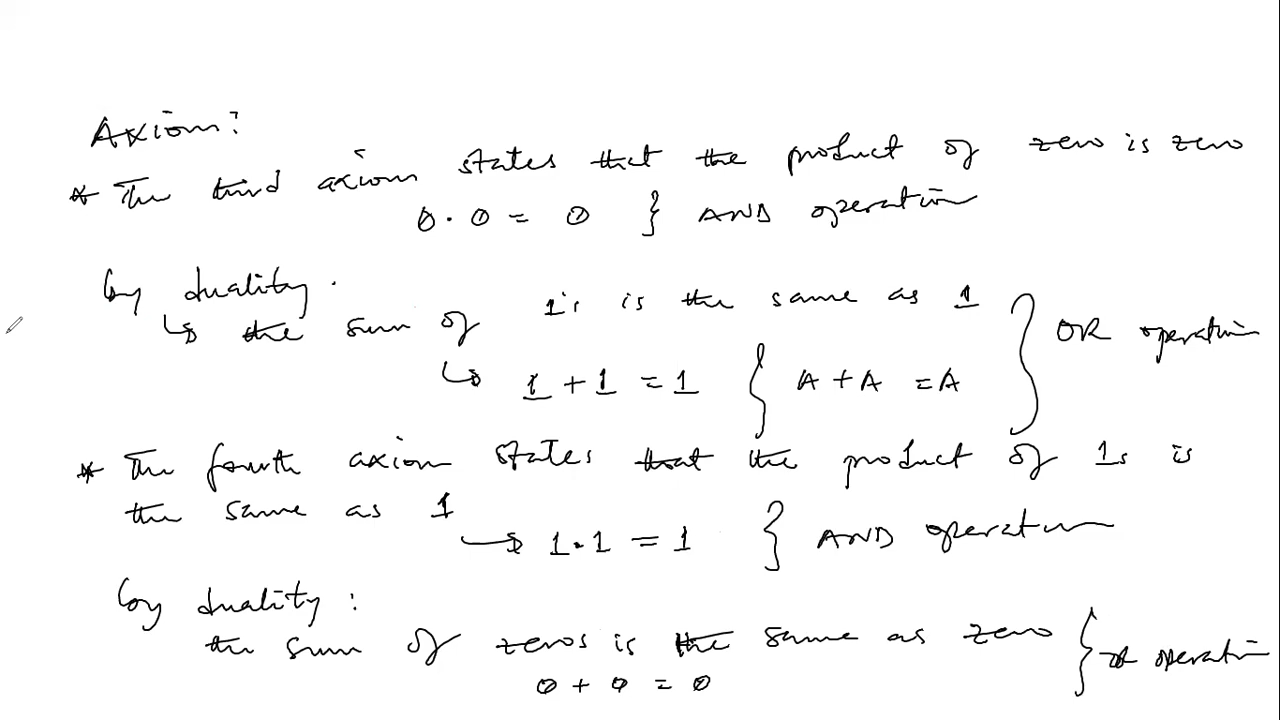 Axiom:
* The third axiom states that the product of zero is zero
0 · 0 = 0 } AND operation
by duality.
↳ the sum of 1s is the same as 1
↳ 1 + 1 = 1 { A + A = A } OR operation
* The fourth axiom states that the product of 1s is
the same as 1
→ 1 · 1 = 1 } AND operation
by duality:
the sum of zeros is the same as zero } or operation
0 + 0 = 0